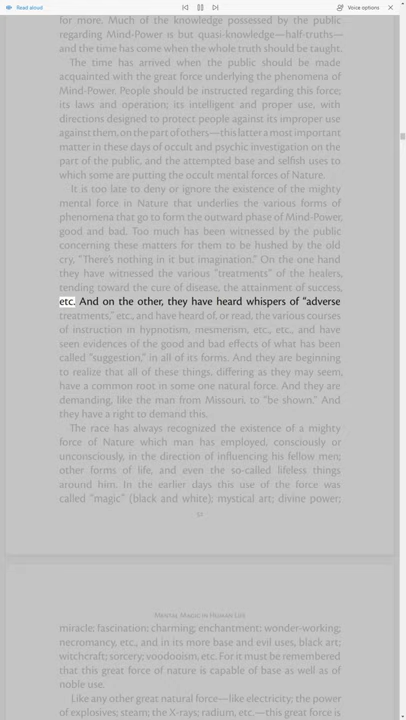 Read aloud
Voice options
for more. Much of the knowledge possessed by the public
regarding Mind-Power is but quasi-knowledge—half-truths—
and the time has come when the whole truth should be taught.
The time has arrived when the public should be made
acquainted with the great force underlying the phenomena of
Mind-Power. People should be instructed regarding this force;
its laws and operation; its intelligent and proper use, with
directions designed to protect people against its improper use
against them, on the part of others—this latter a most important
matter in these days of occult and psychic investigation on the
part of the public, and the attempted base and selfish uses to
which some are putting the occult mental forces of Nature.
It is too late to deny or ignore the existence of the mighty
mental force in Nature that underlies the various forms of
phenomena that go to form the outward phase of Mind-Power,
good and bad. Too much has been witnessed by the public
concerning these matters for them to be hushed by the old
cry, "There's nothing in it but imagination." On the one hand
they have witnessed the various "treatments" of the healers,
tending toward the cure of disease, the attainment of success,
etc. And on the other, they have heard whispers of "adverse
treatments," etc., and have heard of, or read, the various courses
of instruction in hypnotism, mesmerism, etc., etc., and have
seen evidences of the good and bad effects of what has been
called "suggestion," in all of its forms. And they are beginning
to realize that all of these things, differing as they may seem,
have a common root in some one natural force. And they are
demanding, like the man from Missouri, to "be shown." And
they have a right to demand this.
The race has always recognized the existence of a mighty
force of Nature which man has employed, consciously or
unconsciously, in the direction of influencing his fellow men;
other forms of life, and even the so-called lifeless things
around him. In the earlier days this use of the force was
called "magic" (black and white); mystical art; divine power;
Mental Magic in Human Life
miracle; fascination; charming; enchantment; wonder-working;
necromancy, etc., and in its more base and evil uses, black art;
witchcraft; sorcery; voodooism, etc. For it must be remembered
that this great force of nature is capable of base as well as of
noble use.
Like any other great natural force—like electricity; the power
of explosives; steam; the X-rays; radium, etc.,—this great force is